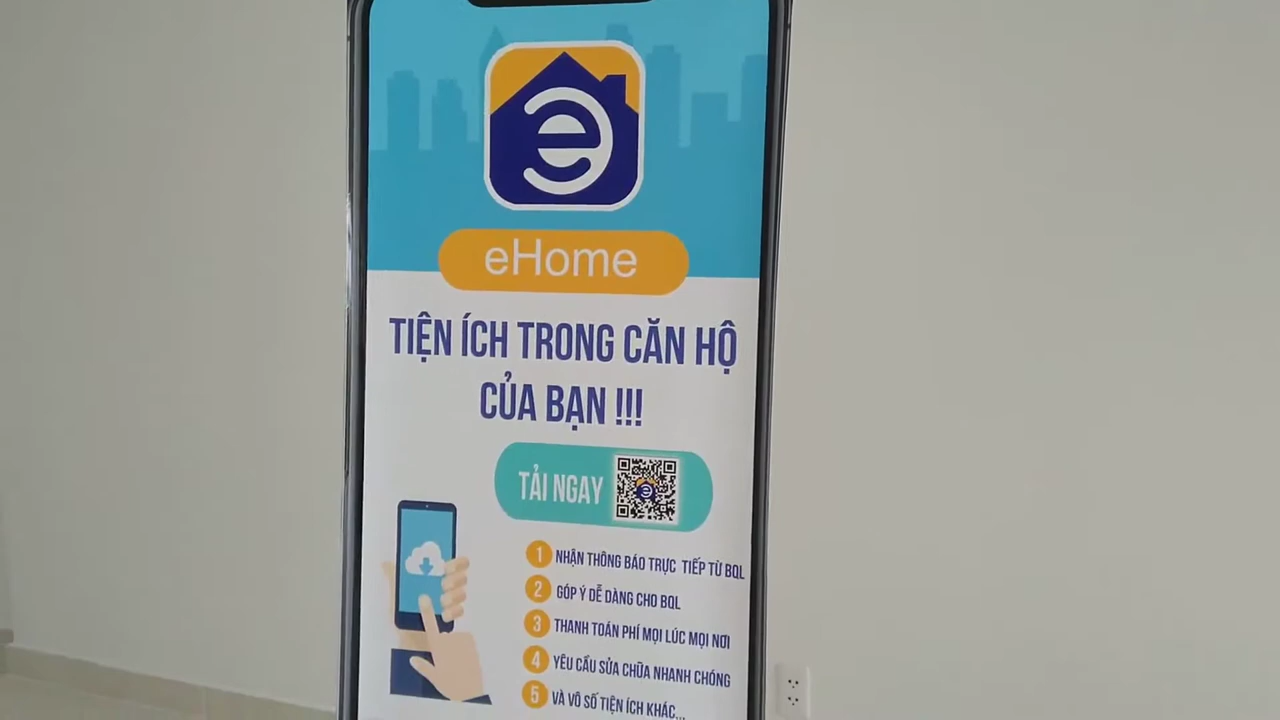 e
eHome
TIỆN ÍCH TRONG CĂN HỘ
CỦA BẠN !!!
TẢI NGAY
1 NHẬN THÔNG BÁO TRỰC TIẾP TỪ BQL
2 GÓP Ý DỄ DÀNG CHO BQL
3 THANH TOÁN PHÍ MỌI LÚC MỌI NƠI
4 YÊU CẦU SỬA CHỮA NHANH CHÓNG
5 VÀ VÔ SỐ TIỆN ÍCH KHÁC...